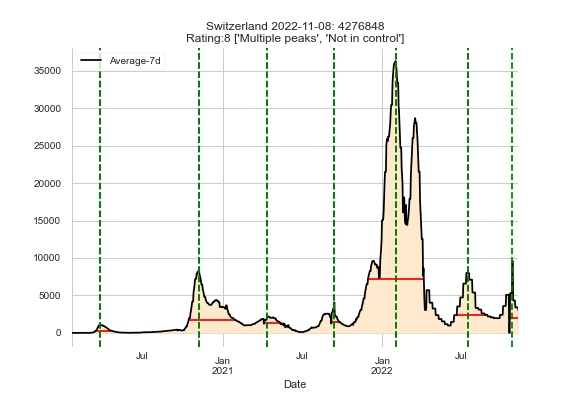 Switzerland 2022-11-08: 4276848
Rating:8 ['Multiple peaks', 'Not in control']
Average-7d
35000
30000
25000
20000
15000
10000
5000
0
Jul
Jan
2021
Jul
Jan
2022
Jul
Date